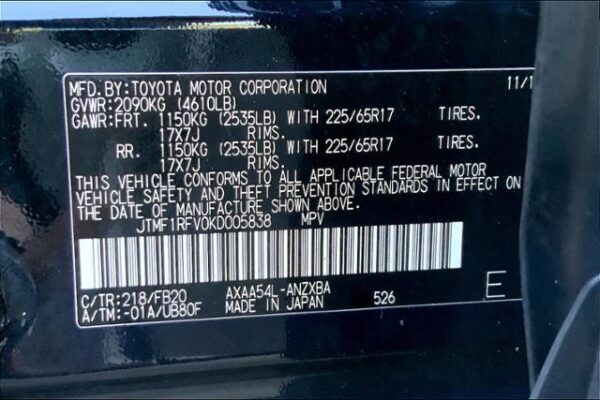 MFD.BY:TOYOTA MOTOR CORPORATION 11/1
GVWR:2090KG (4610LB)
GAWR:FRT. 1150KG (2535LB) WITH 225/65R17 TIRES.
17X7J RIMS.
RR. 1150KG (2535LB) WITH 225/65R17 TIRES.
17X7J RIMS.
THIS VEHICLE CONFORMS TO ALL APPLICABLE FEDERAL MOTOR
VEHICLE SAFETY AND THEFT PREVENTION STANDARDS IN EFFECT ON
THE DATE OF MANUFACTURE SHOWN ABOVE.
JTMF1RFV0KD005838 MPV
C/TR:218/FB20 AXAA54L-ANZXBA
A/TM:-01A/UB80F MADE IN JAPAN 526 E